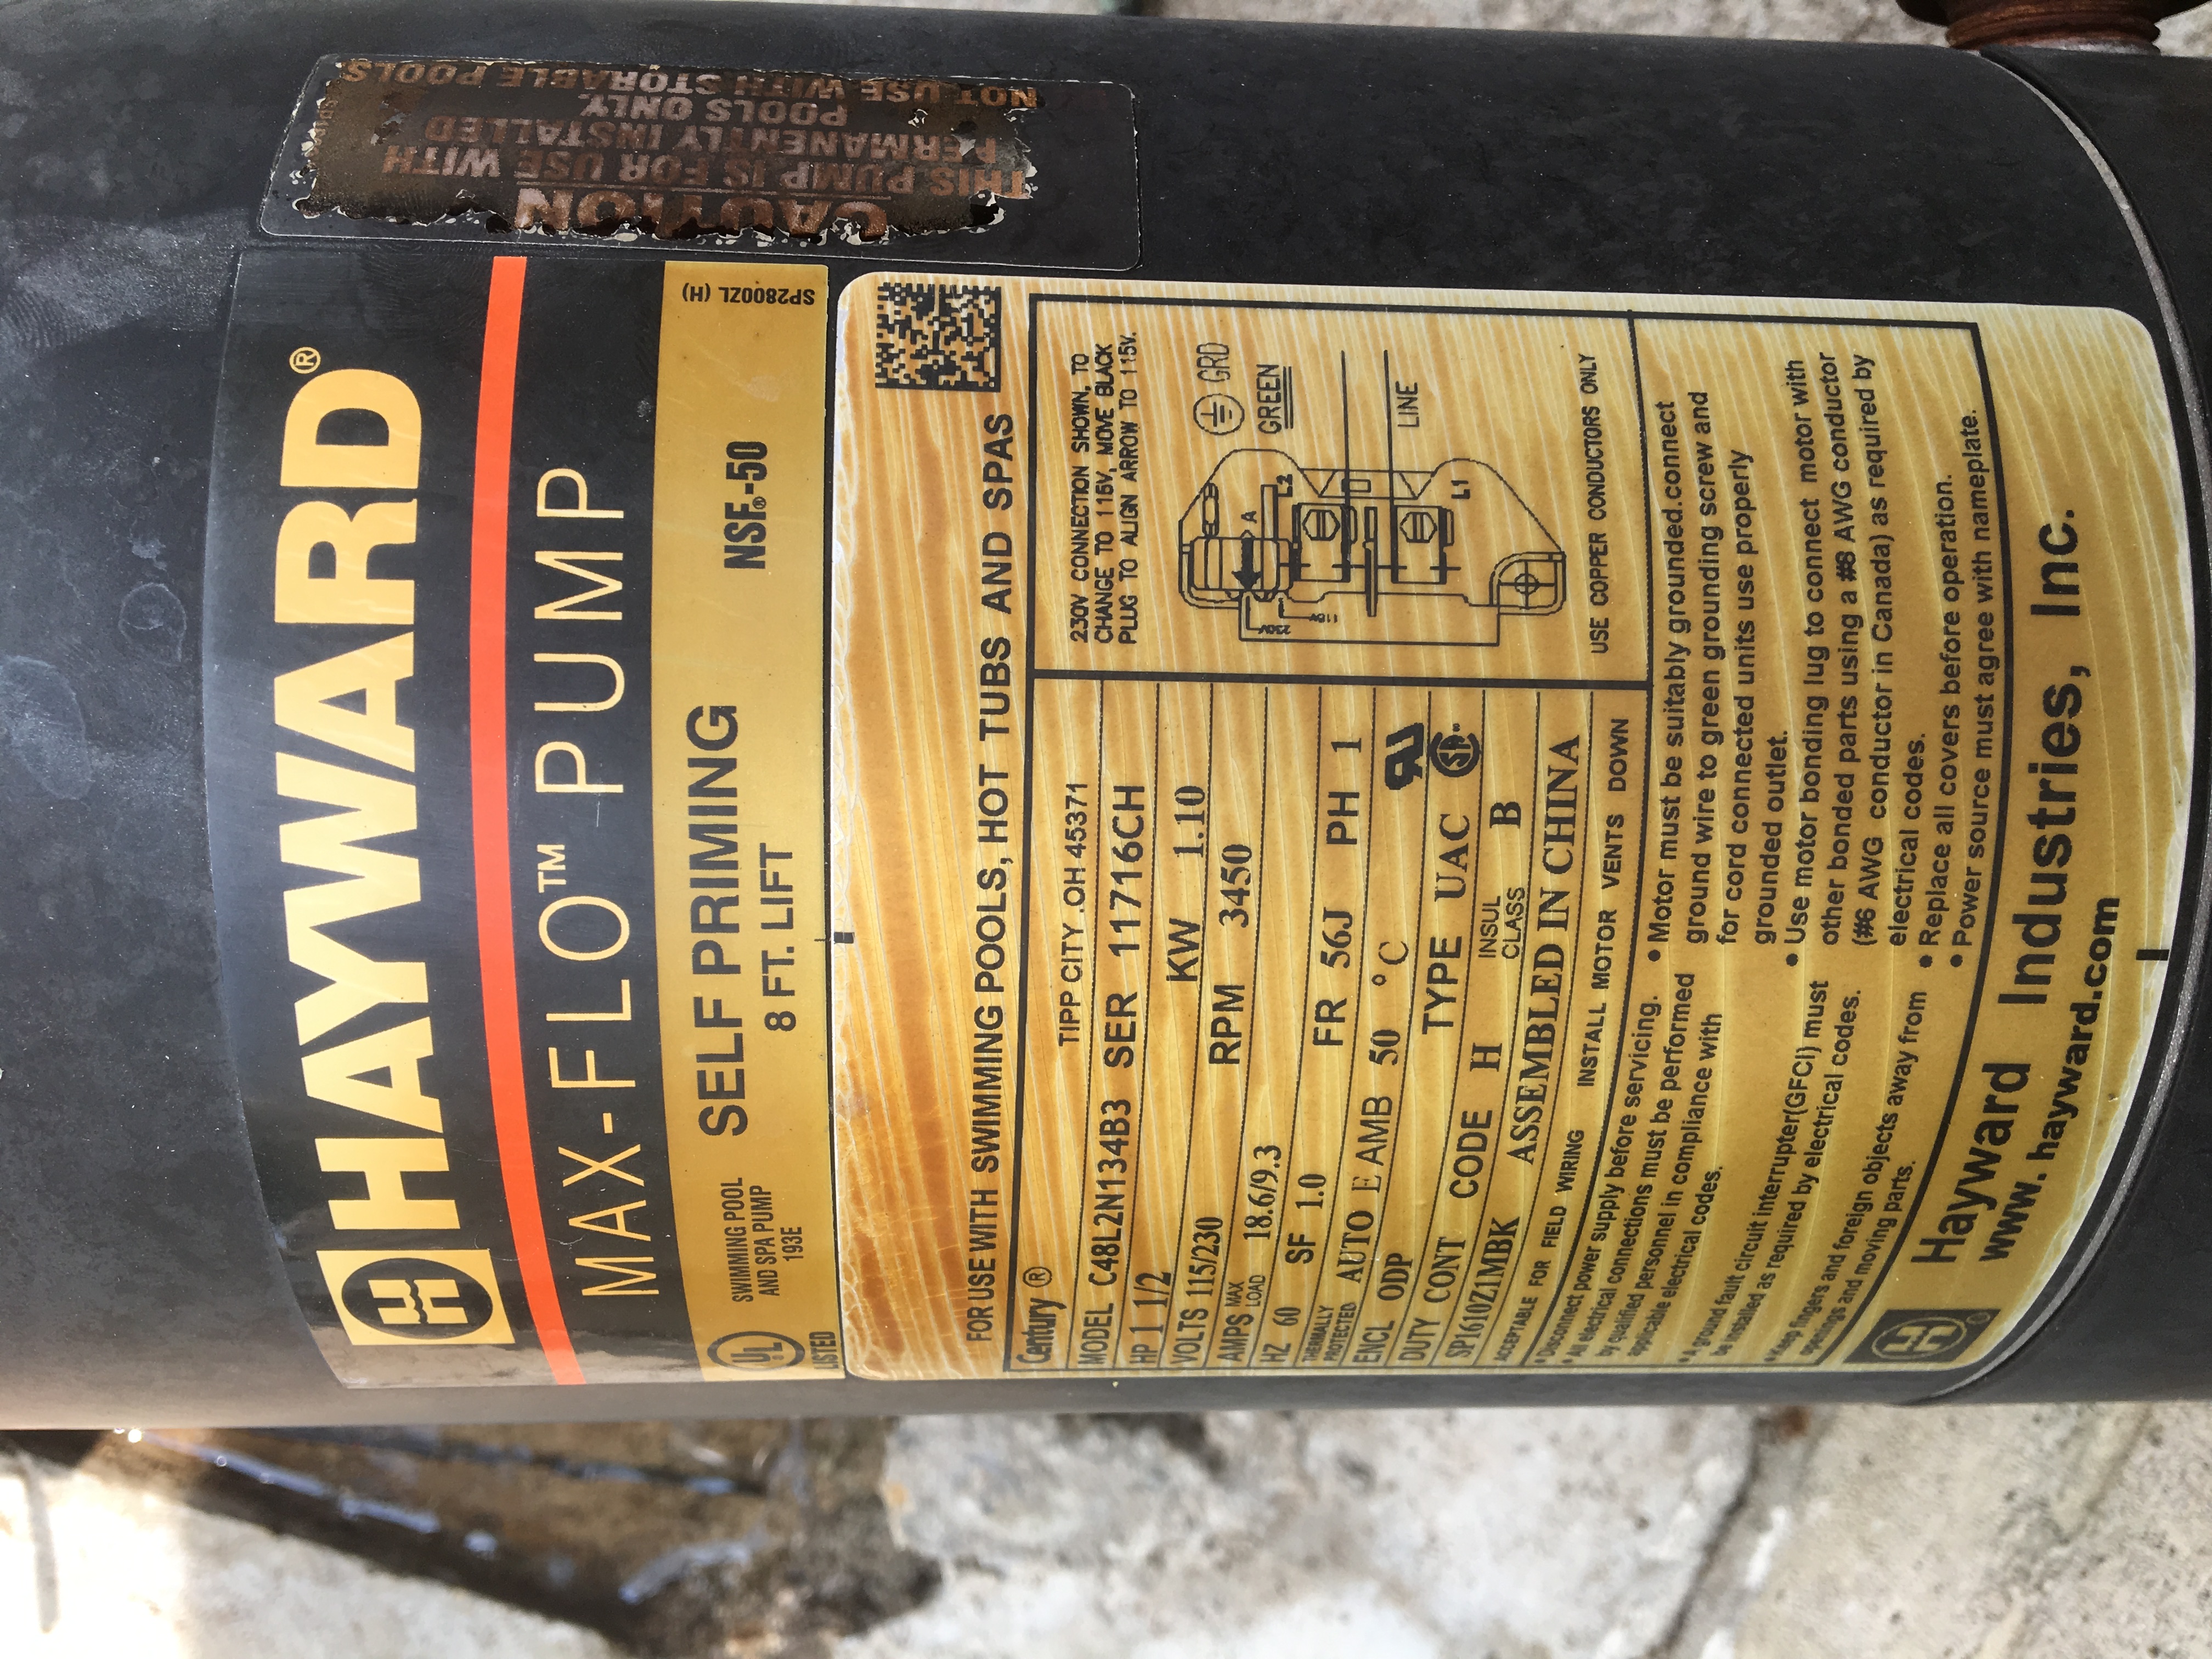 HAYWARD®
MAX-FLO™ PUMP
UL®
LISTED
SWIMMING POOL
AND SPA PUMP
193E
SELF PRIMING
8 FT. LIFT
NSF®-50
SP2800ZL (H)
FOR USE WITH SWIMMING POOLS, HOT TUBS AND SPAS
Century® TIPP CITY .OH 45371
MODEL C48L2N134B3 SER 11716CH
HP 1 1/2 KW 1.10
VOLTS 115/230 RPM 3450
AMPS MAX LOAD 18.6/9.3
HZ 60 SF 1.0 FR 56J PH 1
THERMALLY PROTECTED AUTO E AMB 50 °C
ENCL ODP TYPE UAC
DUTY CONT CODE H INSUL CLASS B
SP1610Z1MBK ASSEMBLED IN CHINA
ACCEPTABLE FOR FIELD WIRING INSTALL MOTOR VENTS DOWN
230V CONNECTION SHOWN, TO
CHANGE TO 115V, MOVE BLACK
PLUG TO ALIGN ARROW TO 115V.
GRD
GREEN
A
L2
230V
115V
L1
LINE
USE COPPER CONDUCTORS ONLY
• Disconnect power supply before servicing.
• All electrical connections must be performed
by qualified personnel in compliance with
applicable electrical codes.
• A ground fault circuit interrupter(GFCI) must
be installed as required by electrical codes.
• Keep fingers and foreign objects away from
openings and moving parts.
• Motor must be suitably grounded.connect
ground wire to green grounding screw and
for cord connected units use properly
grounded outlet.
• Use motor bonding lug to connect motor with
other bonded parts using a #8 AWG conductor
(#6 AWG conductor in Canada) as required by
electrical codes.
• Replace all covers before operation.
• Power source must agree with nameplate.
Hayward Industries, Inc.
www.hayward.com
CAUTION
THIS PUMP IS FOR USE WITH
PERMANENTLY INSTALLED
POOLS ONLY.
NOT USE WITH STORABLE POOLS